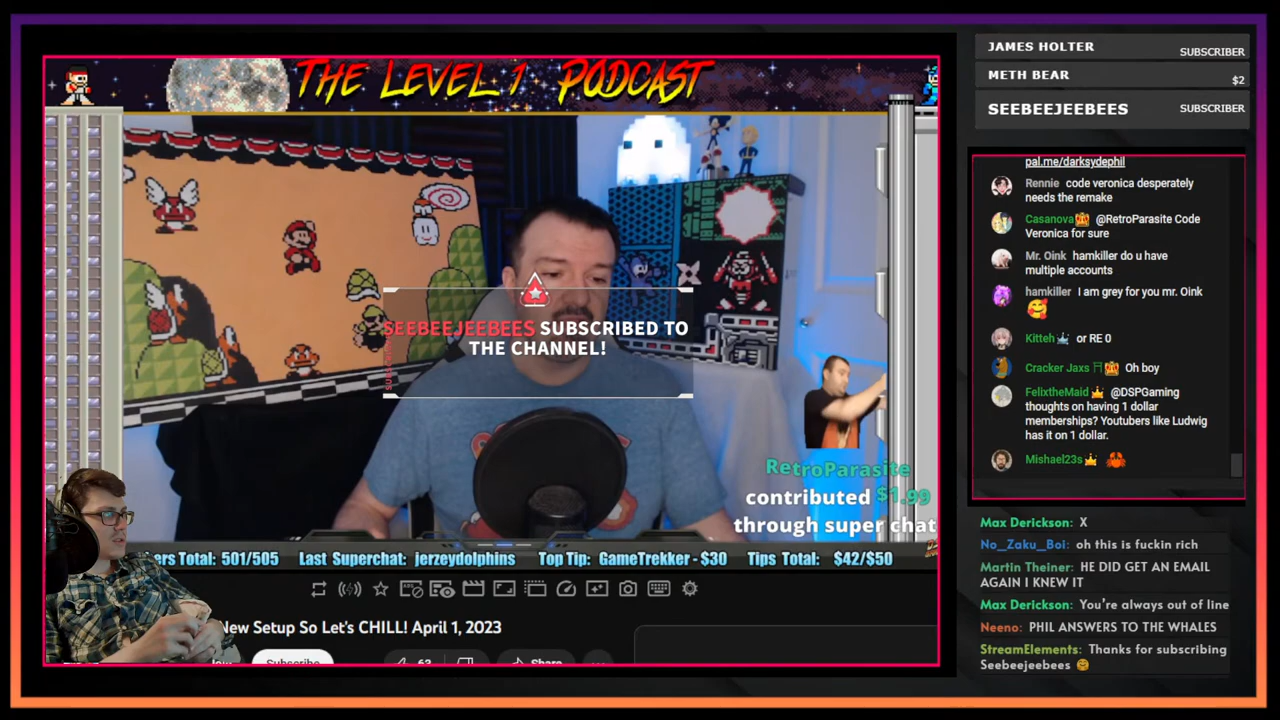 THE LEVEL 1 PODCAST
SEEBEEJEEBEES SUBSCRIBED TO
THE CHANNEL!
RetroParasite
contributed $1.99
through super chat
ers Total: 501/505 Last Superchat: jerzeydolphins Top Tip: GameTrekker - $30 Tips Total: $42/$50
New Setup So Let's CHILL! April 1, 2023
Subscribe 63 Share
JAMES HOLTER SUBSCRIBER
METH BEAR $2
SEEBEEJEEBEES SUBSCRIBER
pal.me/darksydephil
Rennie code veronica desperately
needs the remake
Casanova @RetroParasite Code
Veronica for sure
Mr. Oink hamkiller do u have
multiple accounts
hamkiller I am grey for you mr. Oink
Kitteh or RE 0
Cracker Jaxs Oh boy
FelixtheMaid @DSPGaming
thoughts on having 1 dollar
memberships? Youtubers like Ludwig
has it on 1 dollar.
Mishael23s
Max Derickson: X
No_Zaku_Boi: oh this is fuckin rich
Martin Theiner: HE DID GET AN EMAIL
AGAIN I KNEW IT
Max Derickson: You're always out of line
Neeno: PHIL ANSWERS TO THE WHALES
StreamElements: Thanks for subscribing
Seebeejeebees